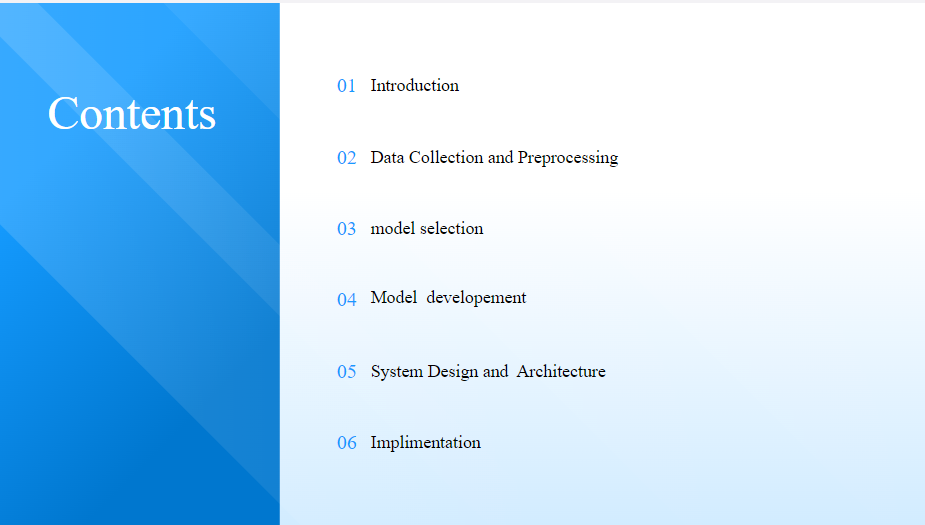 Contents
01 Introduction
02 Data Collection and Preprocessing
03 model selection
04 Model  developement
05 System Design and  Architecture
06 Implimentation